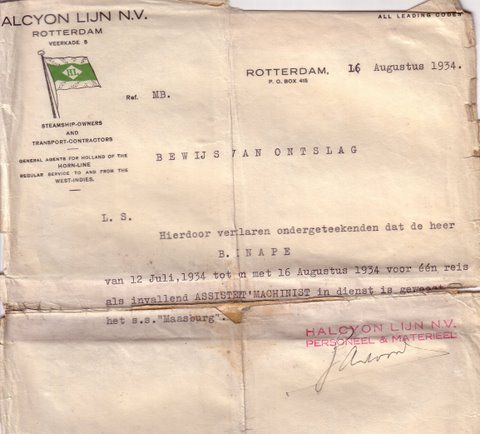 HALCYON LIJN N.V.
ALL LEADING CODES
ROTTERDAM
VEERKADE 5
ROTTERDAM, 16 Augustus 1934.
P.O. BOX 415
Ref. MB.
STEAMSHIP-OWNERS
AND
TRANSPORT-CONTRACTORS
GENERAL AGENTS FOR HOLLAND OF THE
HORN-LINE
REGULAR SERVICE TO AND FROM THE
WEST-INDIES.
BEWIJS VAN ONTSLAG
L. S.
Hierdoor verlaren ondergeteekenden dat de heer
B. INAPE
van 12 Juli,1934 tot en met 16 Augustus 1934 voor één reis
als invallend ASSISTET'MACHINIST in dienst is geweest
het s.s."Maasburg".
HALCYON LIJN N.V.
PERSONEEL & MATERIEEL